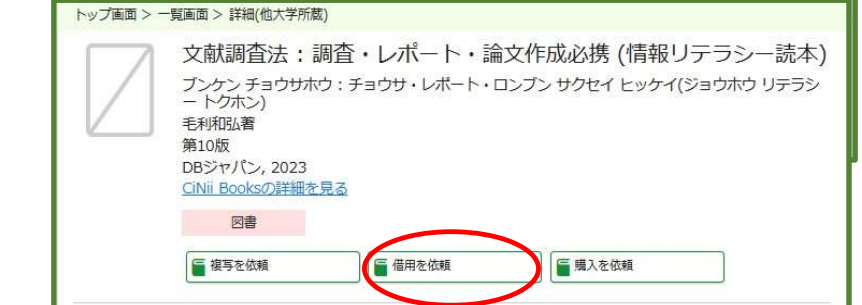 トップ画面 > 一覧画面 > 詳細(他大学所蔵)
文献調査法：調査・レポート・論文作成必携 (情報リテラシー読本)
ブンケン チョウサホウ：チョウサ・レポート・ロンブン サクセイ ヒッケイ(ジョウホウ リテラシ
ー トクホン)
毛利和弘著
第10版
DBジャパン, 2023
CiNii Booksの詳細を見る
図書
複写を依頼 借用を依頼 購入を依頼